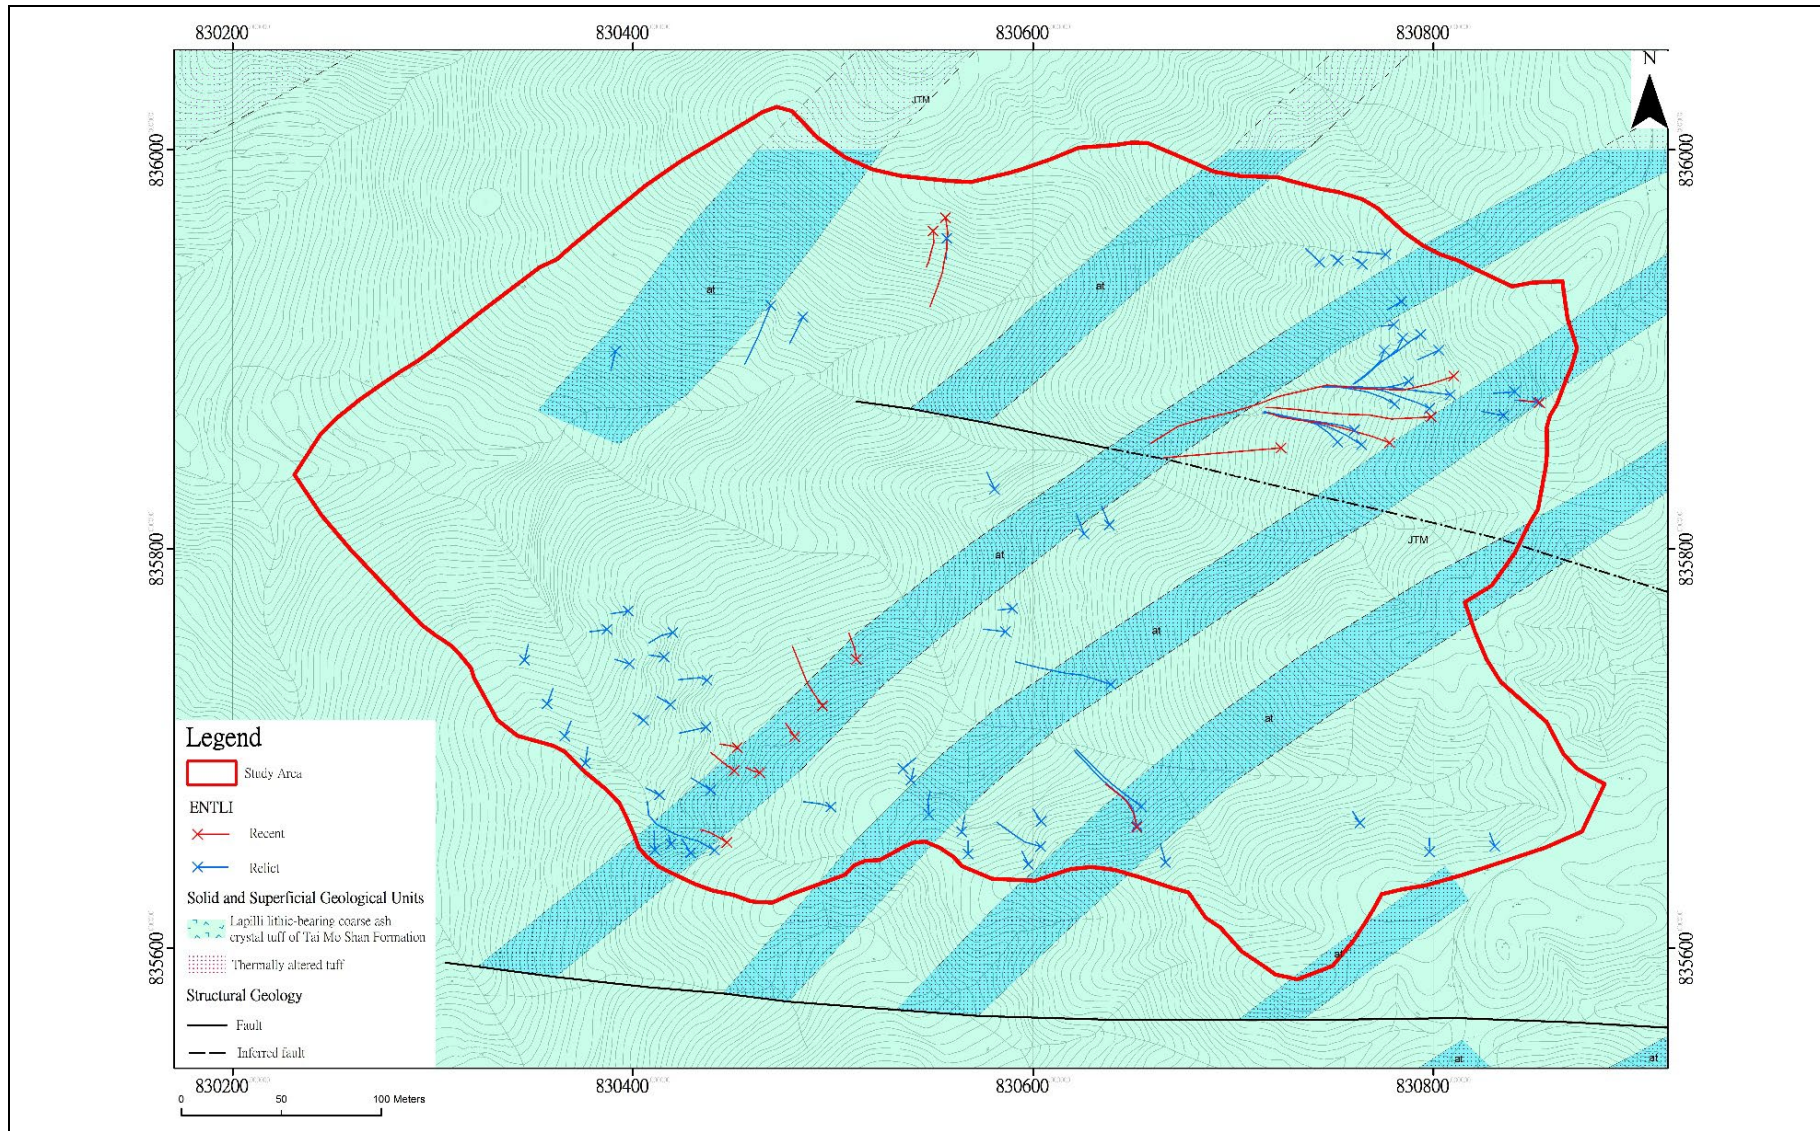 830200
830400
830600
830800
N
JTM
836000
836000
at
at
835800
JTM
835800
at
at
at
Legend
Study Area
ENTLI
Recent
Relict
Solid and Superficial Geological Units
Lapilli lithic-bearing coarse ash
crystal tuff of Tai Mo Shan Formation
Thermally altered tuff
Structural Geology
Fault
Inferred fault
835600
835600
at
at
at
830200
830400
830600
830800
0 50 100 Meters